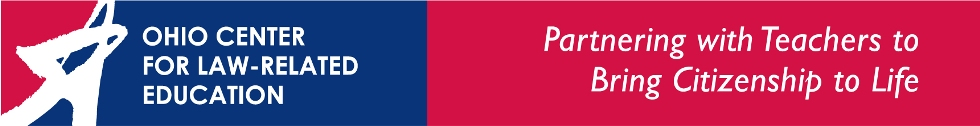 OHIO CENTER
FOR LAW-RELATED
EDUCATION
Partnering with Teachers to
Bring Citizenship to Life